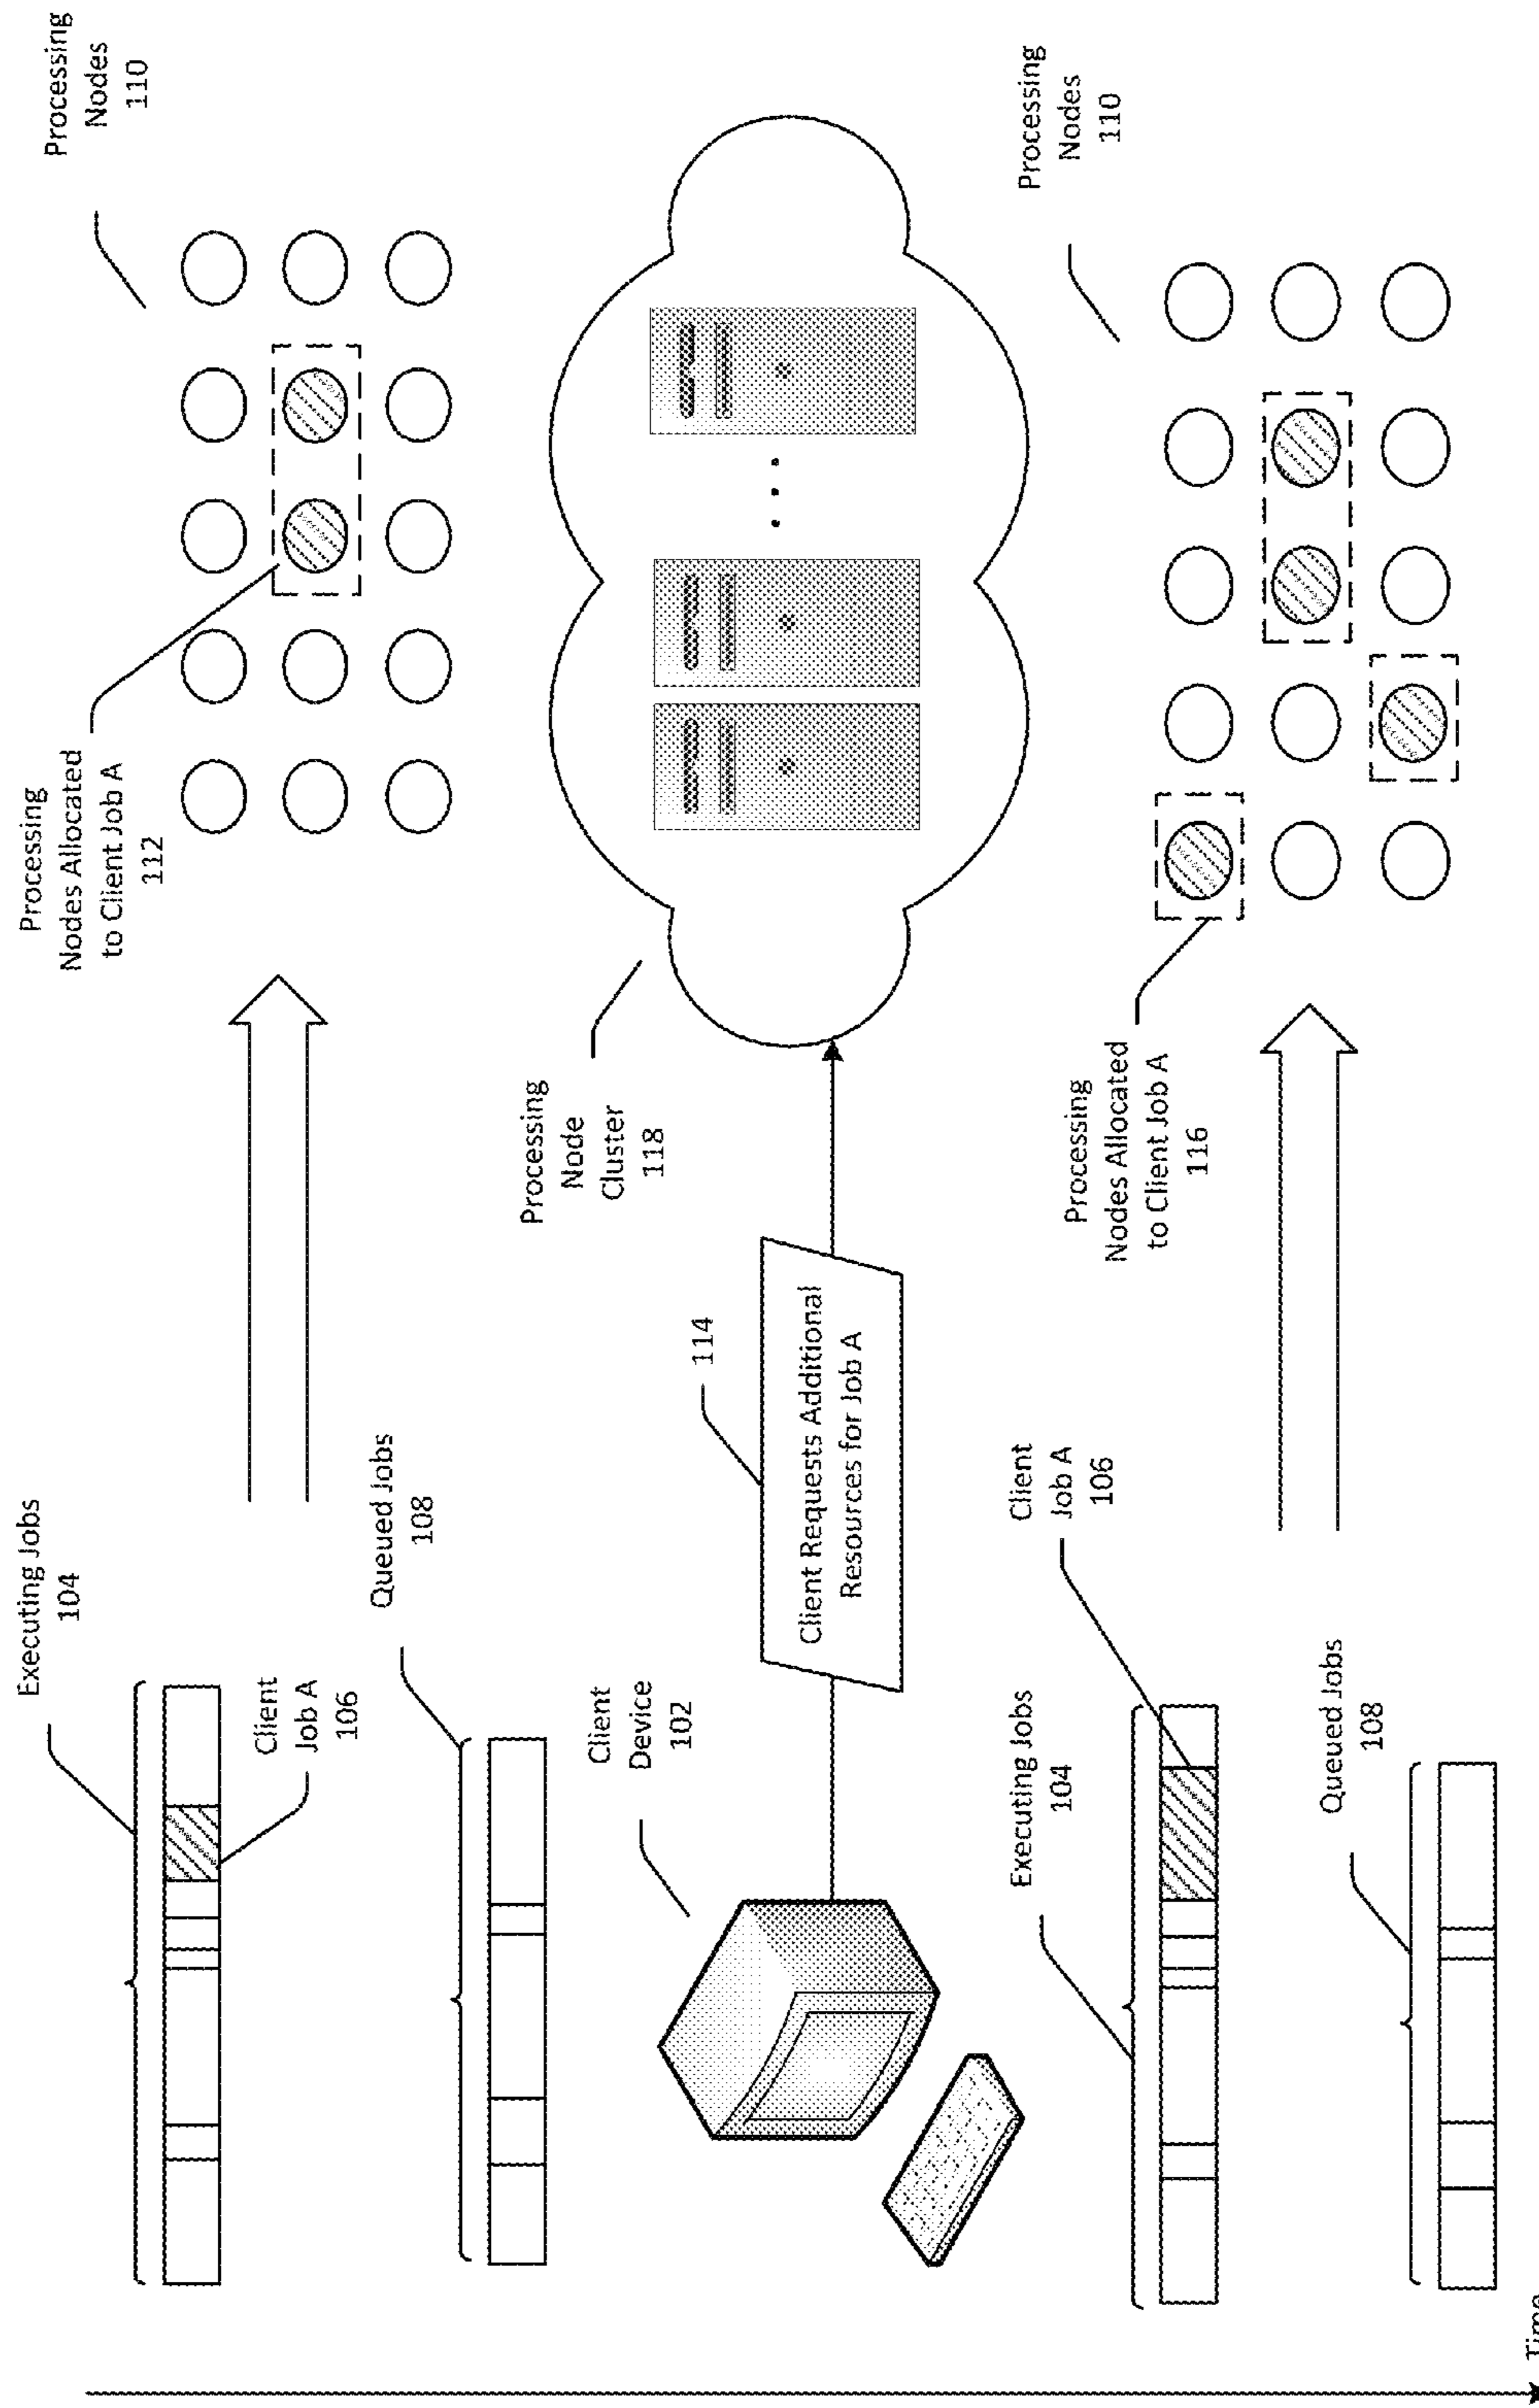 Executing Jobs
104
Client
Job A
106
Queued Jobs
108
Processing
Nodes Allocated
to Client Job A
112
Processing
Nodes
110
Client
Device
102
114
Client Requests Additional
Resources for Job A
Processing
Node
Cluster
118
Executing Jobs
104
Client
Job A
106
Queued Jobs
108
Processing
Nodes Allocated
to Client Job A
116
Processing
Nodes
110
Time